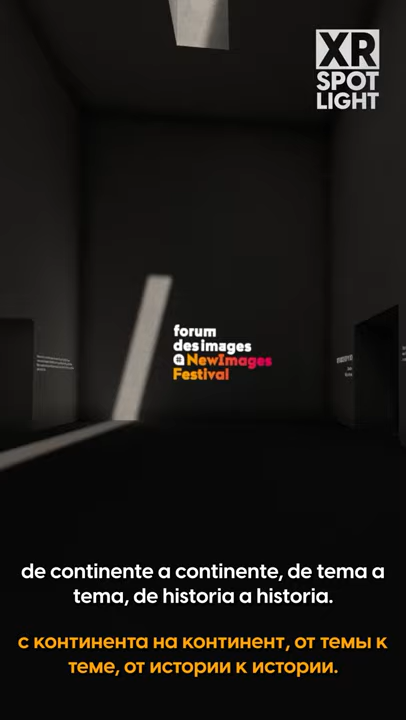 XR
SPOT
LIGHT
forum
des images
# NewImages
Festival
de continente a continente, de tema a
tema, de historia a historia.
с континента на континент, от темы к
теме, от истории к истории.